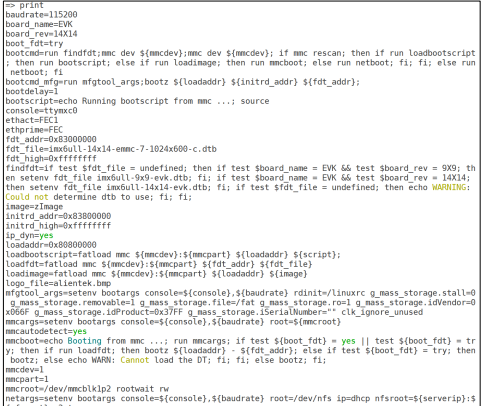 => print
baudrate=115200
board_name=EVK
board_rev=14X14
boot_fdt=try
bootcmd=run findfdt;mmc dev ${mmcdev};mmc dev ${mmcdev}; if mmc rescan; then if run loadbootscript
; then run bootscript; else if run loadimage; then run mmcboot; else run netboot; fi; fi; else run
 netboot; fi
bootcmd_mfg=run mfgtool_args;bootz ${loadaddr} ${initrd_addr} ${fdt_addr};
bootdelay=1
bootscript=echo Running bootscript from mmc ...; source
console=ttymxc0
ethact=FEC1
ethprime=FEC
fdt_addr=0x83000000
fdt_file=imx6ull-14x14-emmc-7-1024x600-c.dtb
fdt_high=0xffffffff
findfdt=if test $fdt_file = undefined; then if test $board_name = EVK && test $board_rev = 9X9; th
en setenv fdt_file imx6ull-9x9-evk.dtb; fi; if test $board_name = EVK && test $board_rev = 14X14;
then setenv fdt_file imx6ull-14x14-evk.dtb; fi; if test $fdt_file = undefined; then echo WARNING:
Could not determine dtb to use; fi; fi;
image=zImage
initrd_addr=0x83800000
initrd_high=0xffffffff
ip_dyn=yes
loadaddr=0x80800000
loadbootscript=fatload mmc ${mmcdev}:${mmcpart} ${loadaddr} ${script};
loadfdt=fatload mmc ${mmcdev}:${mmcpart} ${fdt_addr} ${fdt_file}
loadimage=fatload mmc ${mmcdev}:${mmcpart} ${loadaddr} ${image}
logo_file=alientek.bmp
mfgtool_args=setenv bootargs console=${console},${baudrate} rdinit=/linuxrc g_mass_storage.stall=0
 g_mass_storage.removable=1 g_mass_storage.file=/fat g_mass_storage.ro=1 g_mass_storage.idVendor=0
x066F g_mass_storage.idProduct=0x37FF g_mass_storage.iSerialNumber="" clk_ignore_unused
mmcargs=setenv bootargs console=${console},${baudrate} root=${mmcroot}
mmcautodetect=yes
mmcboot=echo Booting from mmc ...; run mmcargs; if test ${boot_fdt} = yes || test ${boot_fdt} = tr
y; then if run loadfdt; then bootz ${loadaddr} - ${fdt_addr}; else if test ${boot_fdt} = try; then
 bootz; else echo WARN: Cannot load the DT; fi; fi; else bootz; fi;
mmcdev=1
mmcpart=1
mmcroot=/dev/mmcblk1p2 rootwait rw
netargs=setenv bootargs console=${console},${baudrate} root=/dev/nfs ip=dhcp nfsroot=${serverip}:$